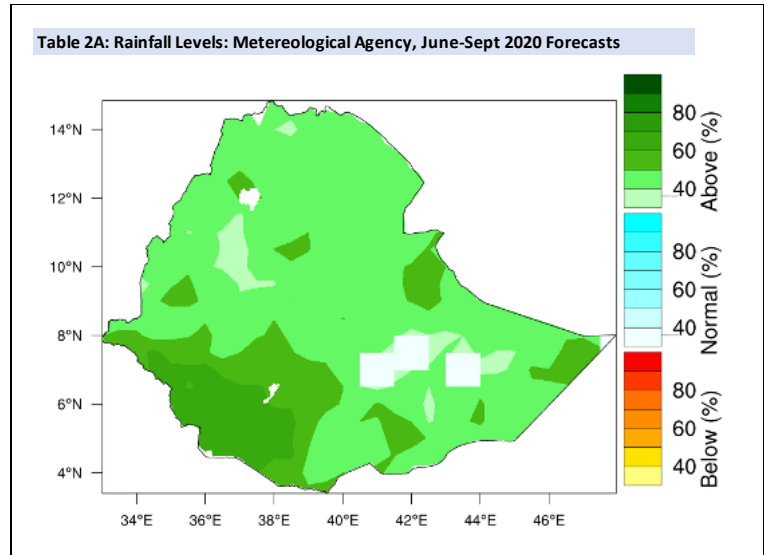 Table 2A: Rainfall Levels: Metereological Agency, June-Sept 2020 Forecasts
14°N
12°N
10°N
8°N
6°N
4°N
34°E 36°E 38°E 40°E 42°E 44°E 46°E
80
60
40
Above (%)
80
60
40
Normal (%)
80
60
40
Below (%)